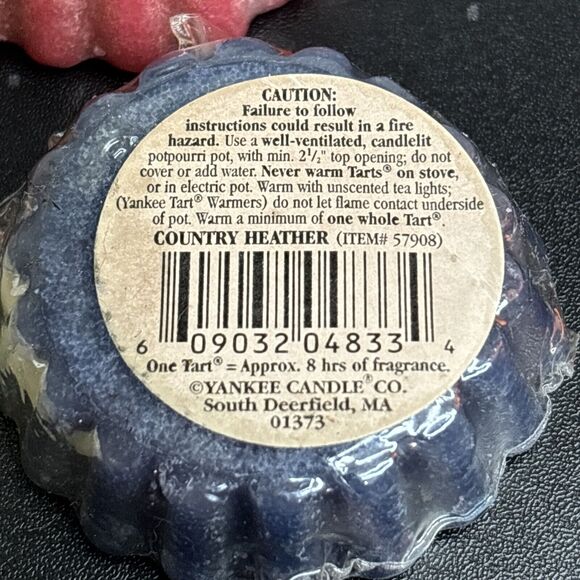 CAUTION:
Failure to follow
instructions could result in a fire
hazard. Use a well-ventilated, candlelit
potpourri pot, with min. 2½" top opening; do not
cover or add water. Never warm Tarts® on stove,
or in electric pot. Warm with unscented tea lights;
(Yankee Tart® Warmers) do not let flame contact underside
of pot. Warm a minimum of one whole Tart®.
COUNTRY HEATHER (ITEM# 57908)
6 09032 04833 4
One Tart® = Approx. 8 hrs of fragrance.
©YANKEE CANDLE® CO.
South Deerfield, MA
01373